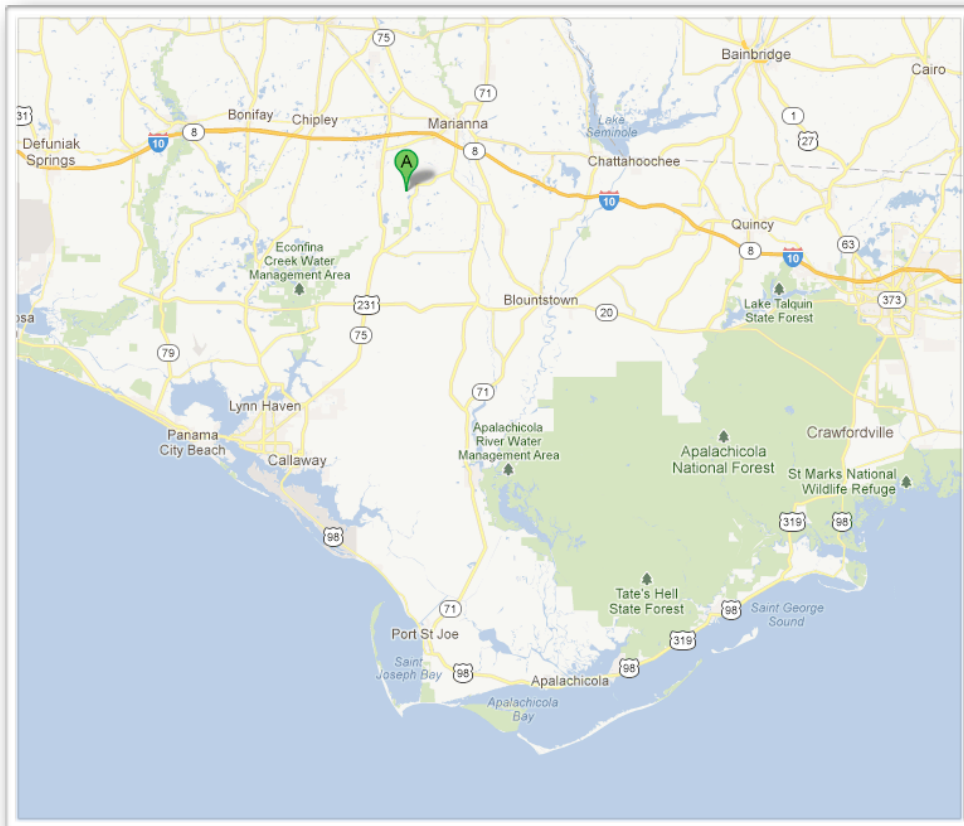 75
Bainbridge
Cairo
71
31
Bonifay
Chipley
Marianna
1
Lake
Seminole
8
10
Defuniak
Springs
8
27
Chattahoochee
A
10
Quincy
63
8
10
Econfina
Creek Water
Management Area
231
Blountstown
20
Lake Talquin
State Forest
373
osa
75
79
71
Lynn Haven
Panama
City Beach
Callaway
Apalachicola
River Water
Management Area
Apalachicola
National Forest
Crawfordville
St Marks National
Wildlife Refuge
319
98
98
Tate's Hell
State Forest
71
98
Saint George
Sound
Port St Joe
319
Saint
Joseph Bay
98
98
Apalachicola
Apalachicola
Bay